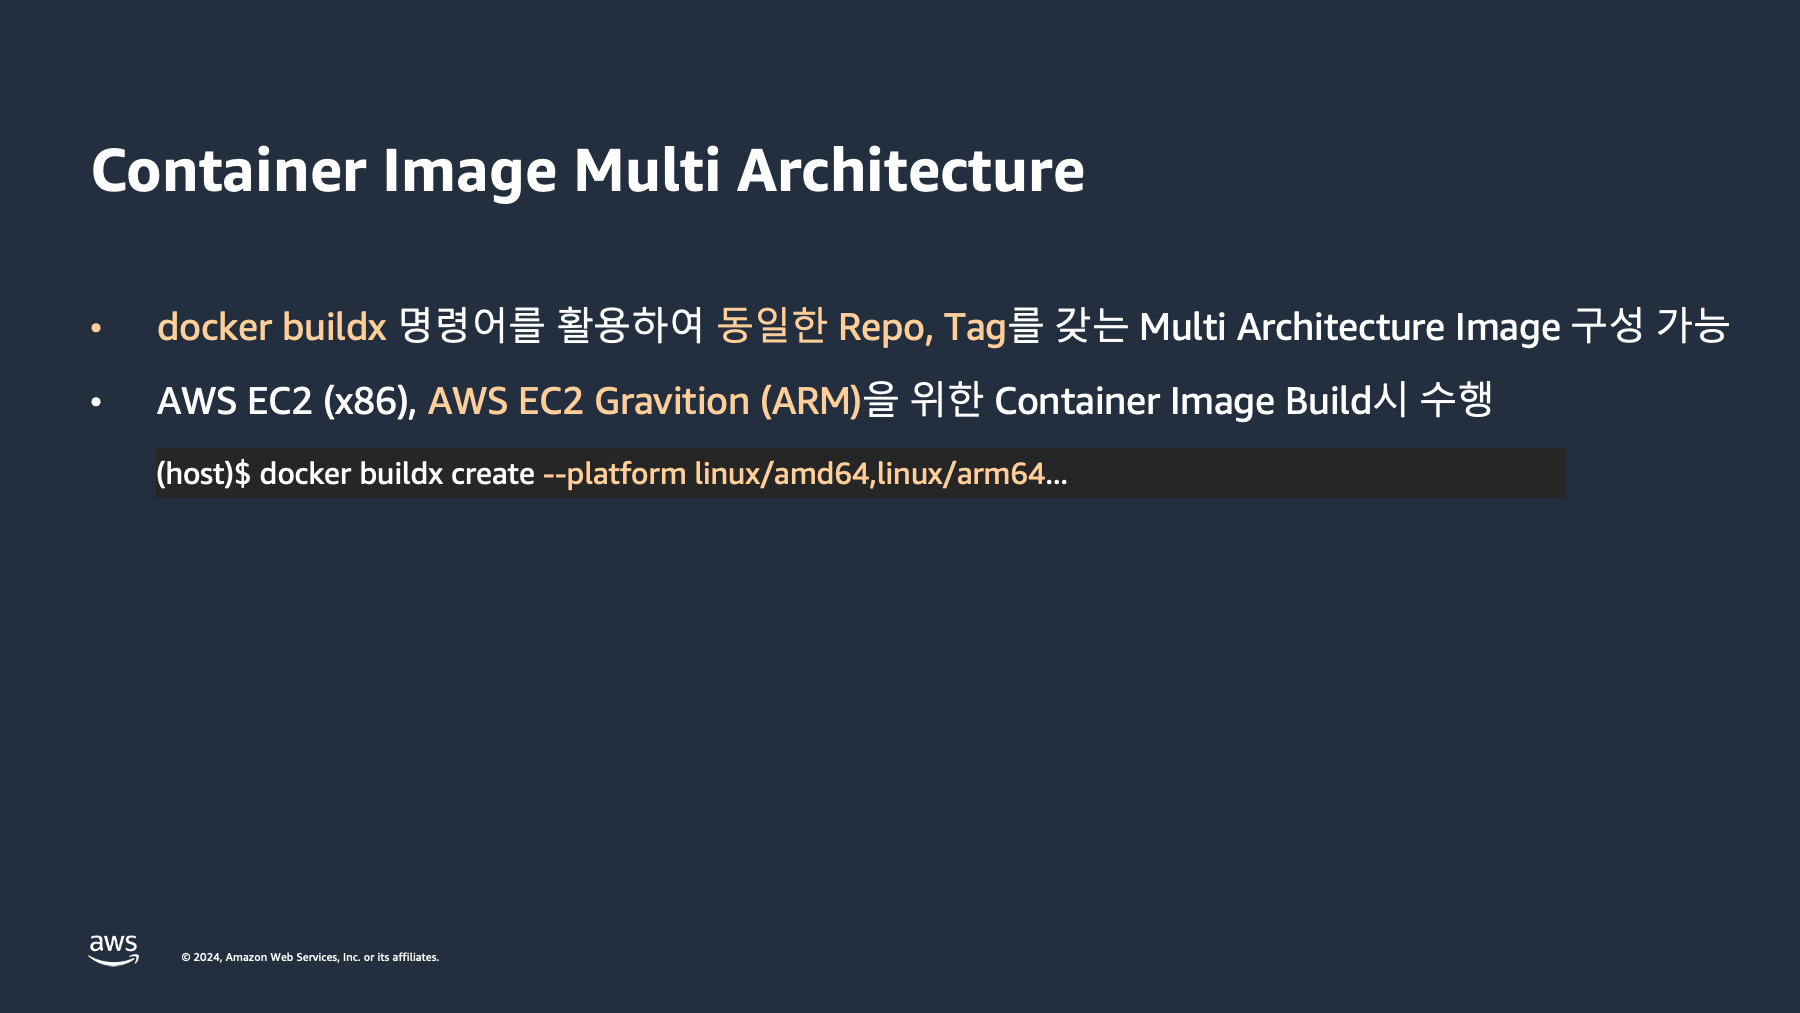 Container Image Multi Architecture
• docker buildx 명령어를 활용하여 동일한 Repo, Tag를 갖는 Multi Architecture Image 구성 가능
• AWS EC2 (x86), AWS EC2 Gravition (ARM)을 위한 Container Image Build시 수행
(host)$ docker buildx create --platform linux/amd64,linux/arm64...
aws
© 2024, Amazon Web Services, Inc. or its affiliates.